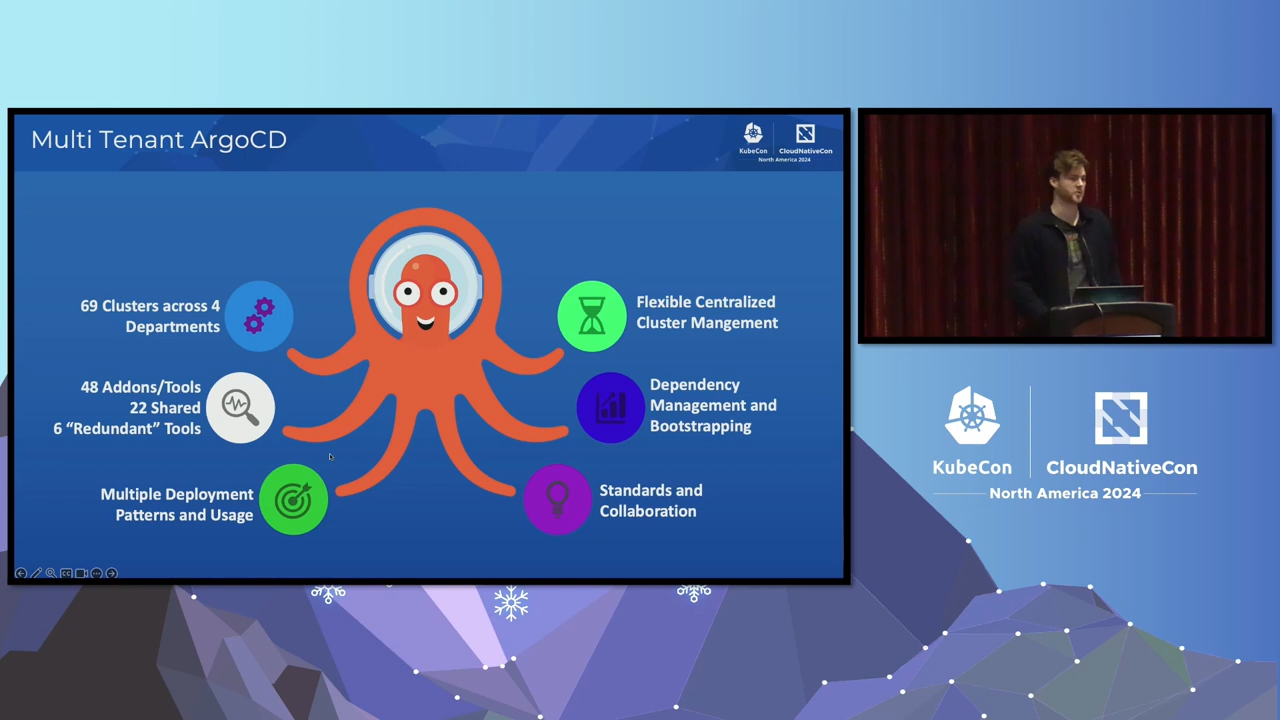 Multi Tenant ArgoCD
KubeCon
CloudNativeCon
North America 2024
69 Clusters across 4
Departments
48 Addons/Tools
22 Shared
6 “Redundant” Tools
Multiple Deployment
Patterns and Usage
Flexible Centralized
Cluster Mangement
Dependency
Management and
Bootstrapping
Standards and
Collaboration
KubeCon
CloudNativeCon
North America 2024